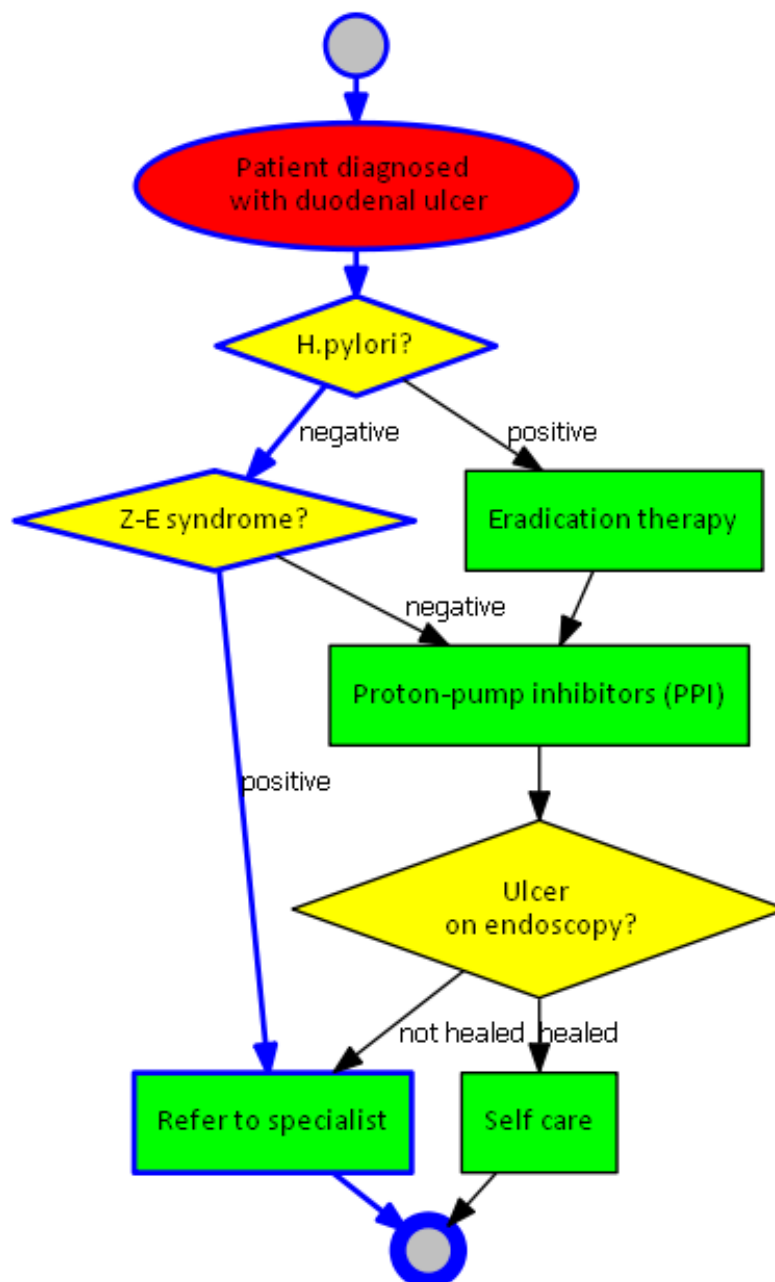 Patient diagnosed
with duodenal ulcer
H.pylori?
negative
positive
Z-E syndrome?
Eradication therapy
negative
Proton-pump inhibitors (PPI)
positive
Ulcer
on endoscopy?
not healed
healed
Refer to specialist
Self care